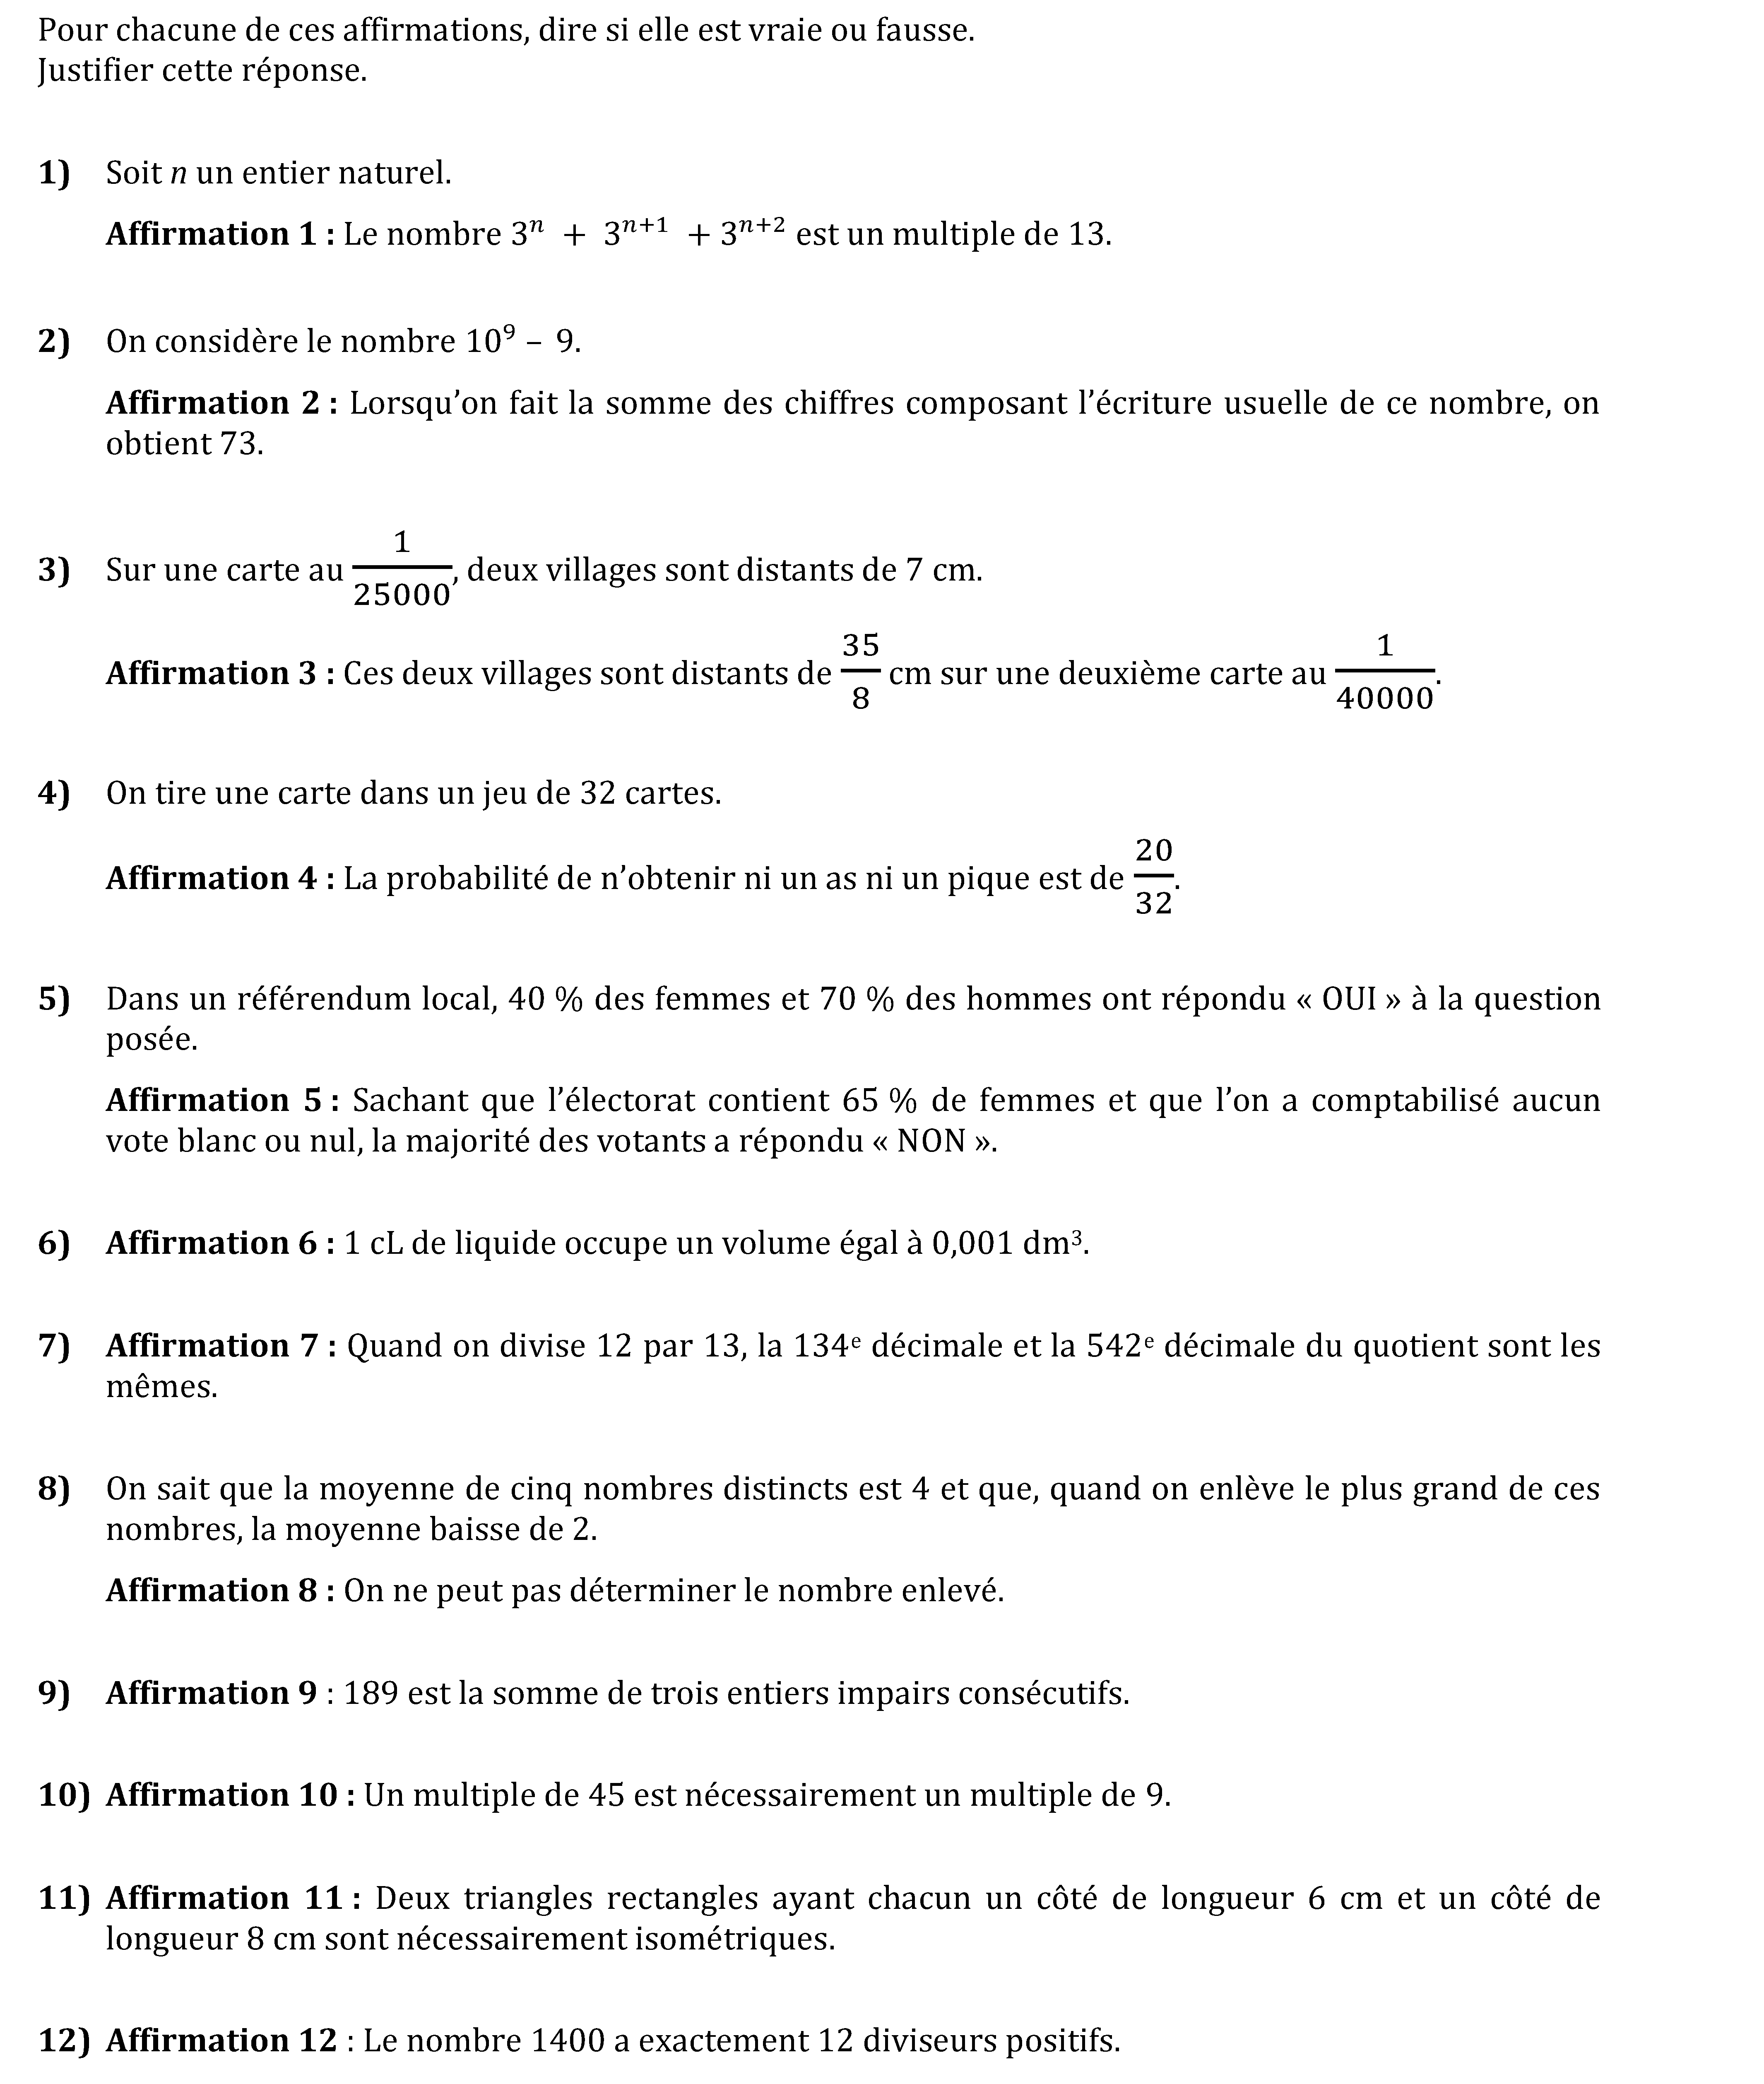 Pour chacune de ces affirmations, dire si elle est vraie ou fausse.
Justifier cette réponse.
1) Soit n un entier naturel.
Affirmation 1 : Le nombre 3ⁿ + 3ⁿ⁺¹ + 3ⁿ⁺² est un multiple de 13.
2) On considère le nombre 10⁹ – 9.
Affirmation 2 : Lorsqu’on fait la somme des chiffres composant l’écriture usuelle de ce nombre, on
obtient 73.
3) Sur une carte au 1/25000, deux villages sont distants de 7 cm.
Affirmation 3 : Ces deux villages sont distants de 35/8 cm sur une deuxième carte au 1/40000.
4) On tire une carte dans un jeu de 32 cartes.
Affirmation 4 : La probabilité de n’obtenir ni un as ni un pique est de 20/32.
5) Dans un référendum local, 40 % des femmes et 70 % des hommes ont répondu « OUI » à la question
posée.
Affirmation 5 : Sachant que l’électorat contient 65 % de femmes et que l’on a comptabilisé aucun
vote blanc ou nul, la majorité des votants a répondu « NON ».
6) Affirmation 6 : 1 cL de liquide occupe un volume égal à 0,001 dm³.
7) Affirmation 7 : Quand on divise 12 par 13, la 134ᵉ décimale et la 542ᵉ décimale du quotient sont les
mêmes.
8) On sait que la moyenne de cinq nombres distincts est 4 et que, quand on enlève le plus grand de ces
nombres, la moyenne baisse de 2.
Affirmation 8 : On ne peut pas déterminer le nombre enlevé.
9) Affirmation 9 : 189 est la somme de trois entiers impairs consécutifs.
10) Affirmation 10 : Un multiple de 45 est nécessairement un multiple de 9.
11) Affirmation 11 : Deux triangles rectangles ayant chacun un côté de longueur 6 cm et un côté de
longueur 8 cm sont nécessairement isométriques.
12) Affirmation 12 : Le nombre 1400 a exactement 12 diviseurs positifs.